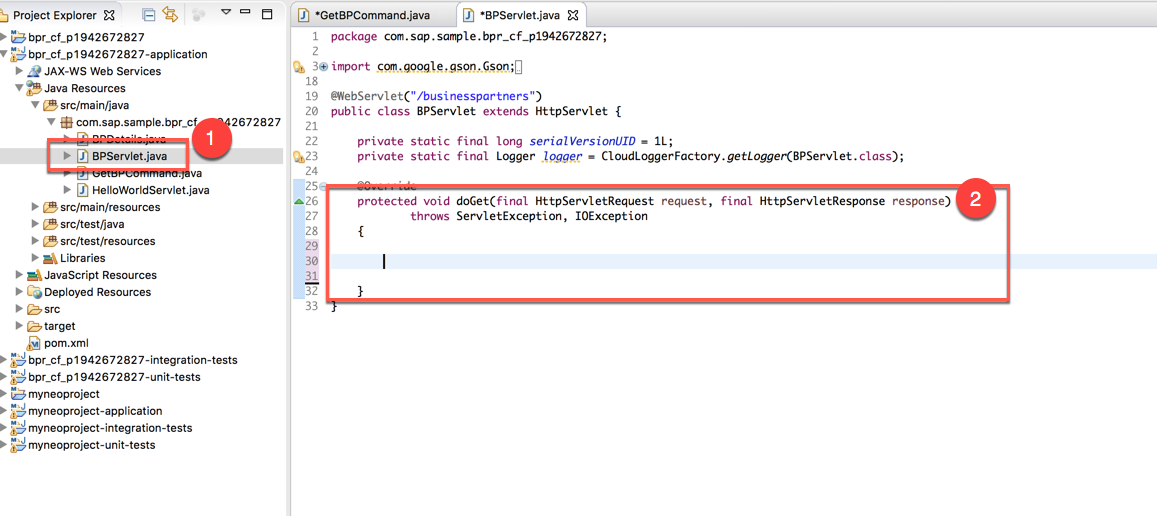 Project Explorer
bpr_cf_p1942672827
bpr_cf_p1942672827-application
JAX-WS Web Services
Java Resources
src/main/java
com.sap.sample.bpr_cf_p1942672827
BPDetails.java
BPServlet.java
GetBPCommand.java
HelloWorldServlet.java
src/main/resources
src/test/java
src/test/resources
Libraries
JavaScript Resources
Deployed Resources
src
target
pom.xml
bpr_cf_p1942672827-integration-tests
bpr_cf_p1942672827-unit-tests
myneoproject
myneoproject-application
myneoproject-integration-tests
myneoproject-unit-tests
1
*GetBPCommand.java *BPServlet.java
1 package com.sap.sample.bpr_cf_p1942672827;
2
3 import com.google.gson.Gson;
18
19 @WebServlet("/businesspartners")
20 public class BPServlet extends HttpServlet {
21
22 private static final long serialVersionUID = 1L;
23 private static final Logger logger = CloudLoggerFactory.getLogger(BPServlet.class);
24
25 @Override
26 protected void doGet(final HttpServletRequest request, final HttpServletResponse response)
27 throws ServletException, IOException
28 {
29
30
31
32 }
33 }
2